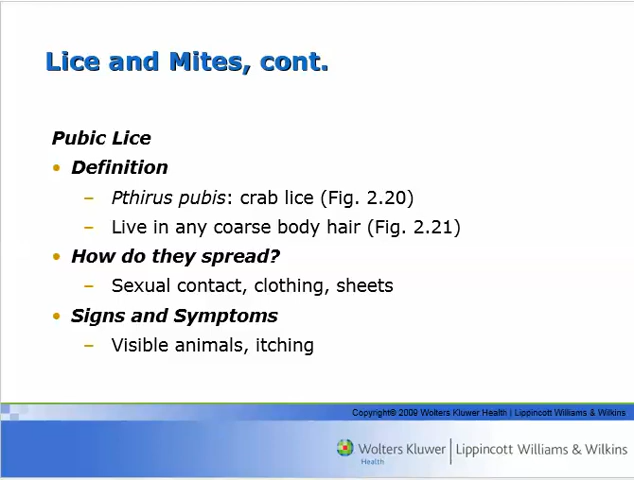 Lice and Mites, cont.
Pubic Lice
• Definition
– Pthirus pubis: crab lice (Fig. 2.20)
– Live in any coarse body hair (Fig. 2.21)
• How do they spread?
– Sexual contact, clothing, sheets
• Signs and Symptoms
– Visible animals, itching
Copyright© 2009 Wolters Kluwer Health | Lippincott Williams & Wilkins
Wolters Kluwer | Lippincott Williams & Wilkins
Health